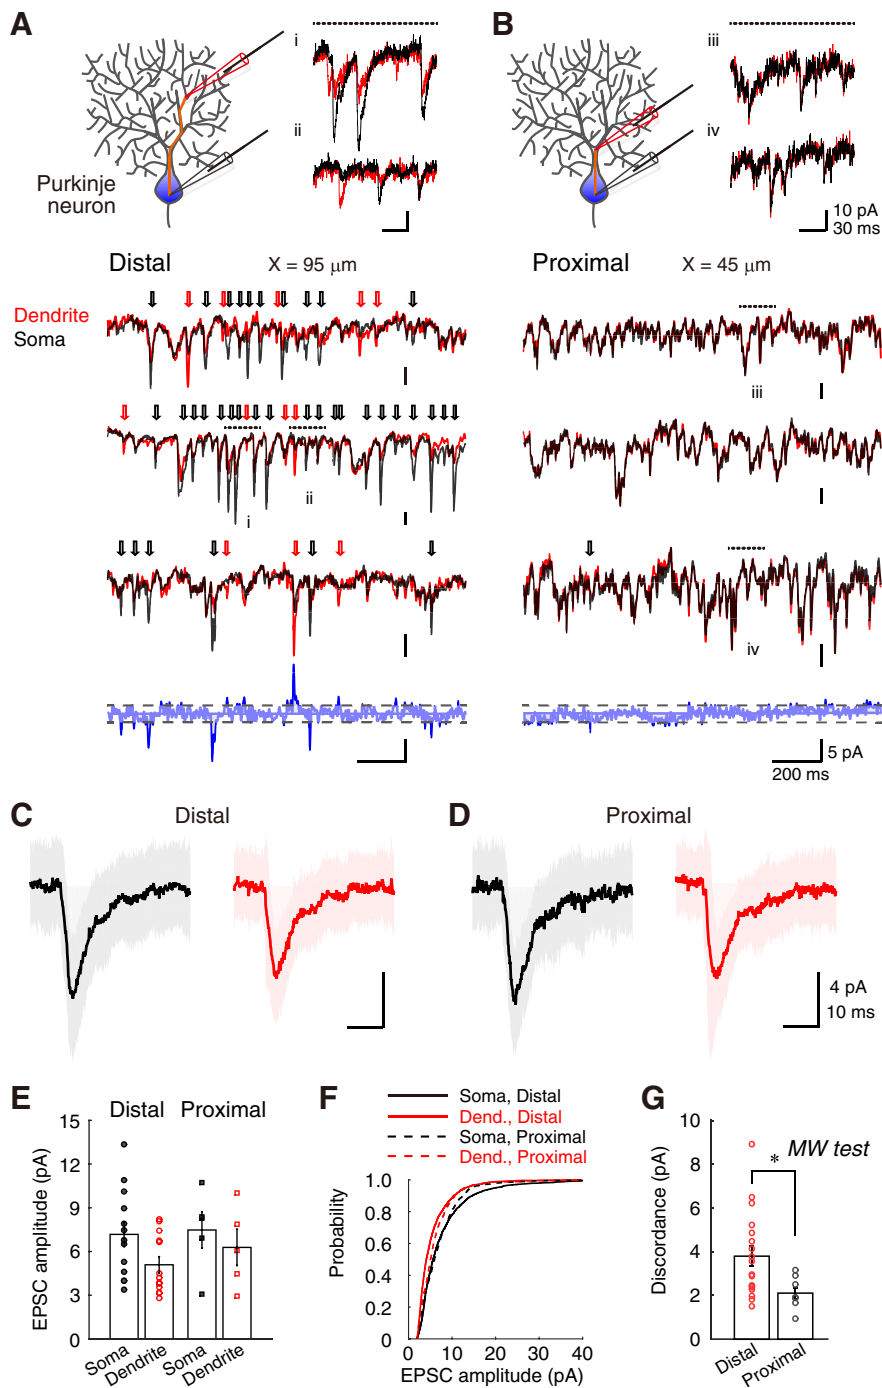 A
B
i
ii
Purkinje
neuron
iii
iv
10 pA
30 ms
Distal
X = 95 μm
Proximal
X = 45 μm
Dendrite
Soma
iii
i
ii
iv
5 pA
200 ms
C
Distal
D
Proximal
4 pA
10 ms
E
Distal
Proximal
EPSC amplitude (pA)
15
12
9
6
3
0
Soma
Dendrite
Soma
Dendrite
F
Soma, Distal
Dend., Distal
Soma, Proximal
Dend., Proximal
Probability
1.0
0.8
0.6
0.4
0.2
0
0
10
20
30
40
EPSC amplitude (pA)
G
MW test
*
Discordance (pA)
10
8
6
4
2
0
Distal
Proximal